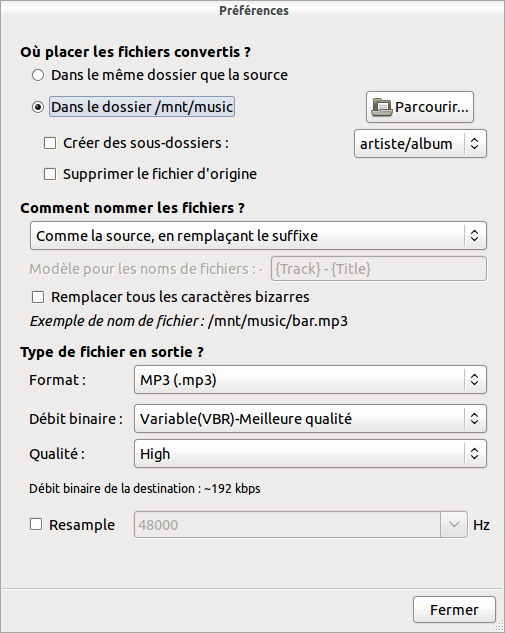 Préférences
Où placer les fichiers convertis ?
Dans le même dossier que la source
Dans le dossier /mnt/music
Parcourir...
Créer des sous-dossiers :
artiste/album
Supprimer le fichier d'origine
Comment nommer les fichiers ?
Comme la source, en remplaçant le suffixe
Modèle pour les noms de fichiers : · {Track} - {Title}
Remplacer tous les caractères bizarres
Exemple de nom de fichier : /mnt/music/bar.mp3
Type de fichier en sortie ?
Format : MP3 (.mp3)
Débit binaire : Variable(VBR)-Meilleure qualité
Qualité : High
Débit binaire de la destination : ~192 kbps
Resample 48000 Hz
Fermer